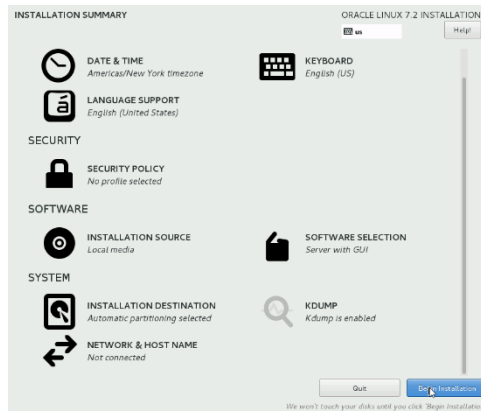 INSTALLATION SUMMARY
ORACLE LINUX 7.2 INSTALLATION
us
Help!
DATE & TIME
Americas/New York timezone
KEYBOARD
English (US)
á
LANGUAGE SUPPORT
English (United States)
SECURITY
SECURITY POLICY
No profile selected
SOFTWARE
INSTALLATION SOURCE
Local media
SOFTWARE SELECTION
Server with GUI
SYSTEM
INSTALLATION DESTINATION
Automatic partitioning selected
KDUMP
Kdump is enabled
NETWORK & HOST NAME
Not connected
Quit
Begin Installation
We won't touch your disks until you click 'Begin Installatio